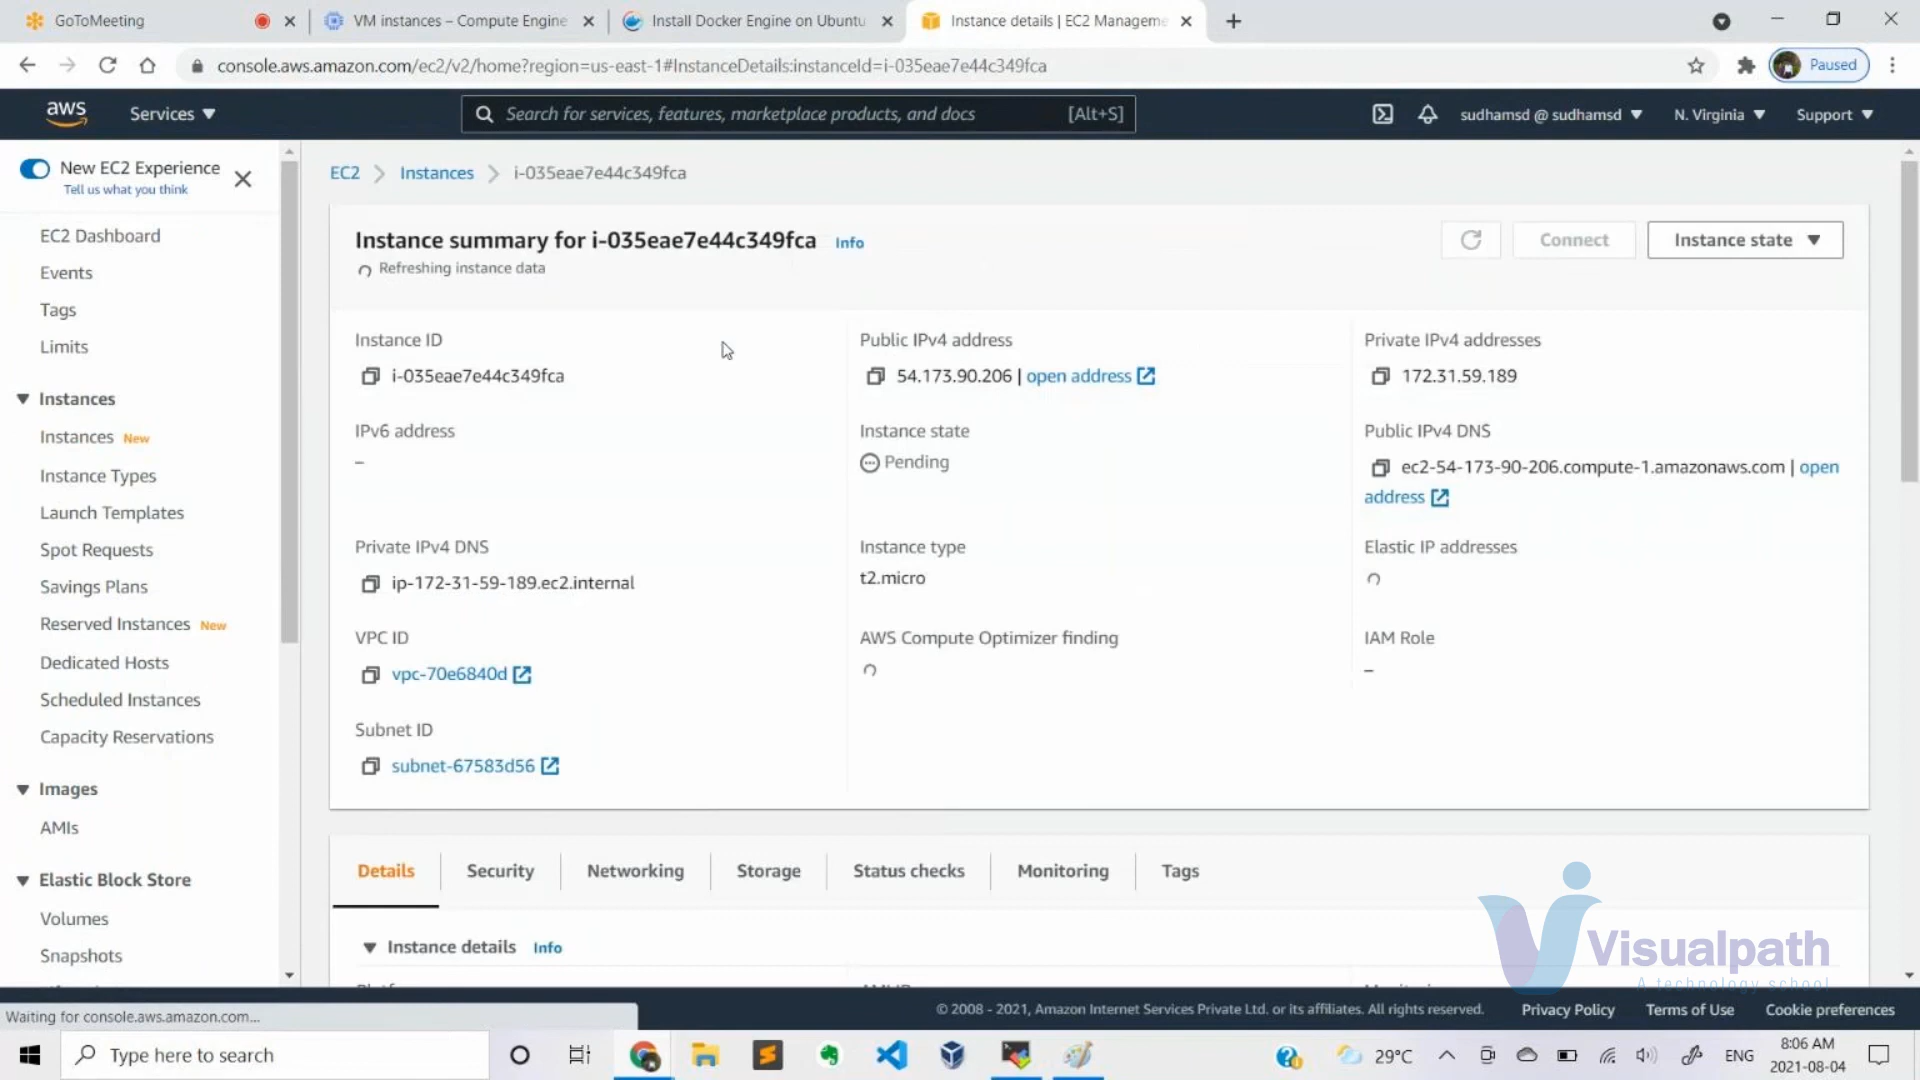 GoToMeeting
VM instances – Compute Engine
Install Docker Engine on Ubuntu
Instance details | EC2 Manageme
console.aws.amazon.com/ec2/v2/home?region=us-east-1#InstanceDetails:instanceId=i-035eae7e44c349fca
Paused
aws
Services
Search for services, features, marketplace products, and docs
[Alt+S]
sudhamsd @ sudhamsd
N. Virginia
Support
New EC2 Experience
Tell us what you think
EC2 Dashboard
Events
Tags
Limits
Instances
Instances New
Instance Types
Launch Templates
Spot Requests
Savings Plans
Reserved Instances New
Dedicated Hosts
Scheduled Instances
Capacity Reservations
Images
AMIs
Elastic Block Store
Volumes
Snapshots
EC2
Instances
i-035eae7e44c349fca
Instance summary for i-035eae7e44c349fca Info
Refreshing instance data
Connect
Instance state
Instance ID
i-035eae7e44c349fca
Public IPv4 address
54.173.90.206 | open address
Private IPv4 addresses
172.31.59.189
IPv6 address
–
Instance state
Pending
Public IPv4 DNS
ec2-54-173-90-206.compute-1.amazonaws.com | open
address
Private IPv4 DNS
ip-172-31-59-189.ec2.internal
Instance type
t2.micro
Elastic IP addresses
VPC ID
vpc-70e6840d
AWS Compute Optimizer finding
IAM Role
–
Subnet ID
subnet-67583d56
Details
Security
Networking
Storage
Status checks
Monitoring
Tags
Instance details Info
Visualpath
A technology school
Waiting for console.aws.amazon.com...
© 2008 - 2021, Amazon Internet Services Private Ltd. or its affiliates. All rights reserved.
Privacy Policy
Terms of Use
Cookie preferences
Type here to search
29°C
ENG
8:06 AM
2021-08-04